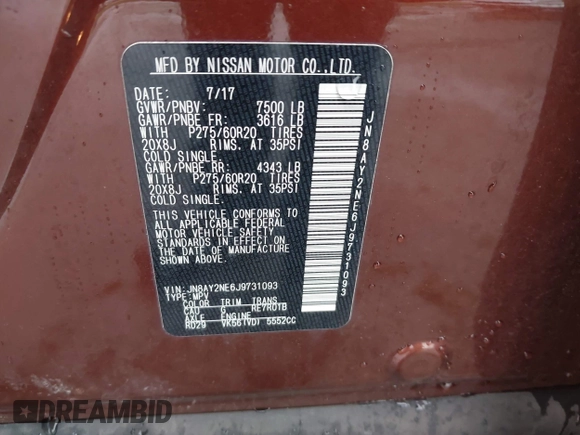 MFD BY NISSAN MOTOR CO.,LTD.
DATE: 7/17
GVWR/PNBV: 7500 LB
GAWR/PNBE FR: 3616 LB
WITH P275/60R20 TIRES
20X8J RIMS. AT 35PSI
COLD SINGLE.
GAWR/PNBE RR: 4343 LB
WITH P275/60R20 TIRES
20X8J RIMS. AT 35PSI
COLD SINGLE.
THIS VEHICLE CONFORMS TO
ALL APPLICABLE FEDERAL
MOTOR VEHICLE SAFETY
STANDARDS IN EFFECT ON
THE DATE OF MANUFACTURE
SHOWN ABOVE.
VIN:JN8AY2NE6J9731093
TYPE:MPV
COLOR TRIM TRANS
CAU G RE7R01B
AXLE ENGINE
RD29 VK56(VD) 5552CC
JN8AY2NE6J9731093
DREAMBID